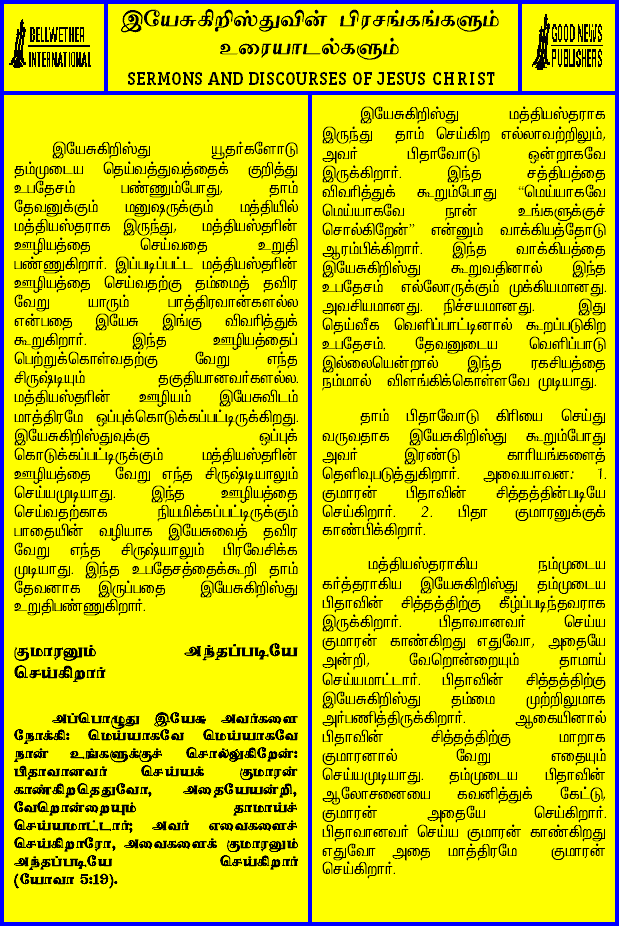 BELLWETHER
INTERNATIONAL
இயேசுகிறிஸ்துவின் பிரசங்கங்களும்
உரையாடல்களும்
SERMONS AND DISCOURSES OF JESUS CHRIST
GOOD NEWS
PUBLISHERS
இயேசுகிறிஸ்து யூதர்களோடு
தம்முடைய தெய்வத்துவத்தைக் குறித்து
உபதேசம் பண்ணும்போது, தாம்
தேவனுக்கும் மனுஷருக்கும் மத்தியில்
மத்தியஸ்தராக இருந்து, மத்தியஸ்தரின்
ஊழியத்தை செய்வதை உறுதி
பண்ணுகிறார். இப்படிப்பட்ட மத்தியஸ்தரின்
ஊழியத்தை செய்வதற்கு தம்மைத் தவிர
வேறு யாரும் பாத்திரவான்களல்ல
என்பதை இயேசு இங்கு விவரித்துக்
கூறுகிறார். இந்த ஊழியத்தைப்
பெற்றுக்கொள்வதற்கு வேறு எந்த
சிருஷ்டியும் தகுதியானவர்களல்ல.
மத்தியஸ்தரின் ஊழியம் இயேசுவிடம்
மாத்திரமே ஒப்புக்கொடுக்கப்பட்டிருக்கிறது.
இயேசுகிறிஸ்துவுக்கு ஒப்புக்
கொடுக்கப்பட்டிருக்கும் மத்தியஸ்தரின்
ஊழியத்தை வேறு எந்த சிருஷ்டியாலும்
செய்யமுடியாது. இந்த ஊழியத்தை
செய்வதற்காக நியமிக்கப்பட்டிருக்கும்
பாதையின் வழியாக இயேசுவைத் தவிர
வேறு எந்த சிருஷ்யாலும் பிரவேசிக்க
முடியாது. இந்த உபதேசத்தைக்கூறி தாம்
தேவனாக இருப்பதை இயேசுகிறிஸ்து
உறுதிபண்ணுகிறார்.
குமாரனும் அந்தப்படியே
செய்கிறார்
அப்பொழுது இயேசு அவர்களை
நோக்கி: மெய்யாகவே மெய்யாகவே
நான் உங்களுக்குச் சொல்லுகிறேன்:
பிதாவானவர் செய்யக் குமாரன்
காண்கிறதெதுவோ, அதையேயன்றி,
வேறொன்றையும் தாமாய்ச்
செய்யமாட்டார்; அவர் எவைகளைச்
செய்கிறாரோ, அவைகளைக் குமாரனும்
அந்தப்படியே செய்கிறார்
(யோவா 5:19).
இயேசுகிறிஸ்து மத்தியஸ்தராக
இருந்து தாம் செய்கிற எல்லாவற்றிலும்,
அவர் பிதாவோடு ஒன்றாகவே
இருக்கிறார். இந்த சத்தியத்தை
விவரித்துக் கூறும்போது “மெய்யாகவே
மெய்யாகவே நான் உங்களுக்குச்
சொல்கிறேன்” என்னும் வாக்கியத்தோடு
ஆரம்பிக்கிறார். இந்த வாக்கியத்தை
இயேசுகிறிஸ்து கூறுவதினால் இந்த
உபதேசம் எல்லோருக்கும் முக்கியமானது.
அவசியமானது. நிச்சயமானது. இது
தெய்வீக வெளிப்பாட்டினால் கூறப்படுகிற
உபதேசம். தேவனுடைய வெளிப்பாடு
இல்லையென்றால் இந்த ரகசியத்தை
நம்மால் விளங்கிக்கொள்ளவே முடியாது.
தாம் பிதாவோடு கிரியை செய்து
வருவதாக இயேசுகிறிஸ்து கூறும்போது
அவர் இரண்டு காரியங்களைத்
தெளிவுபடுத்துகிறார். அவையாவன: 1.
குமாரன் பிதாவின் சித்தத்தின்படியே
செய்கிறார். 2. பிதா குமாரனுக்குக்
காண்பிக்கிறார்.
மத்தியஸ்தராகிய நம்முடைய
கர்த்தராகிய இயேசுகிறிஸ்து தம்முடைய
பிதாவின் சித்தத்திற்கு கீழ்ப்படிந்தவராக
இருக்கிறார். பிதாவானவர் செய்ய
குமாரன் காண்கிறது எதுவோ, அதையே
அன்றி, வேறொன்றையும் தாமாய்
செய்யமாட்டார். பிதாவின் சித்தத்திற்கு
இயேசுகிறிஸ்து தம்மை முற்றிலுமாக
அர்பணித்திருக்கிறார். ஆகையினால்
பிதாவின் சித்தத்திற்கு மாறாக
குமாரனால் வேறு எதையும்
செய்யமுடியாது. தம்முடைய பிதாவின்
ஆலோசனையை கவனித்துக் கேட்டு,
குமாரன் அதையே செய்கிறார்.
பிதாவானவர் செய்ய குமாரன் காண்கிறது
எதுவோ அதை மாத்திரமே குமாரன்
செய்கிறார்.